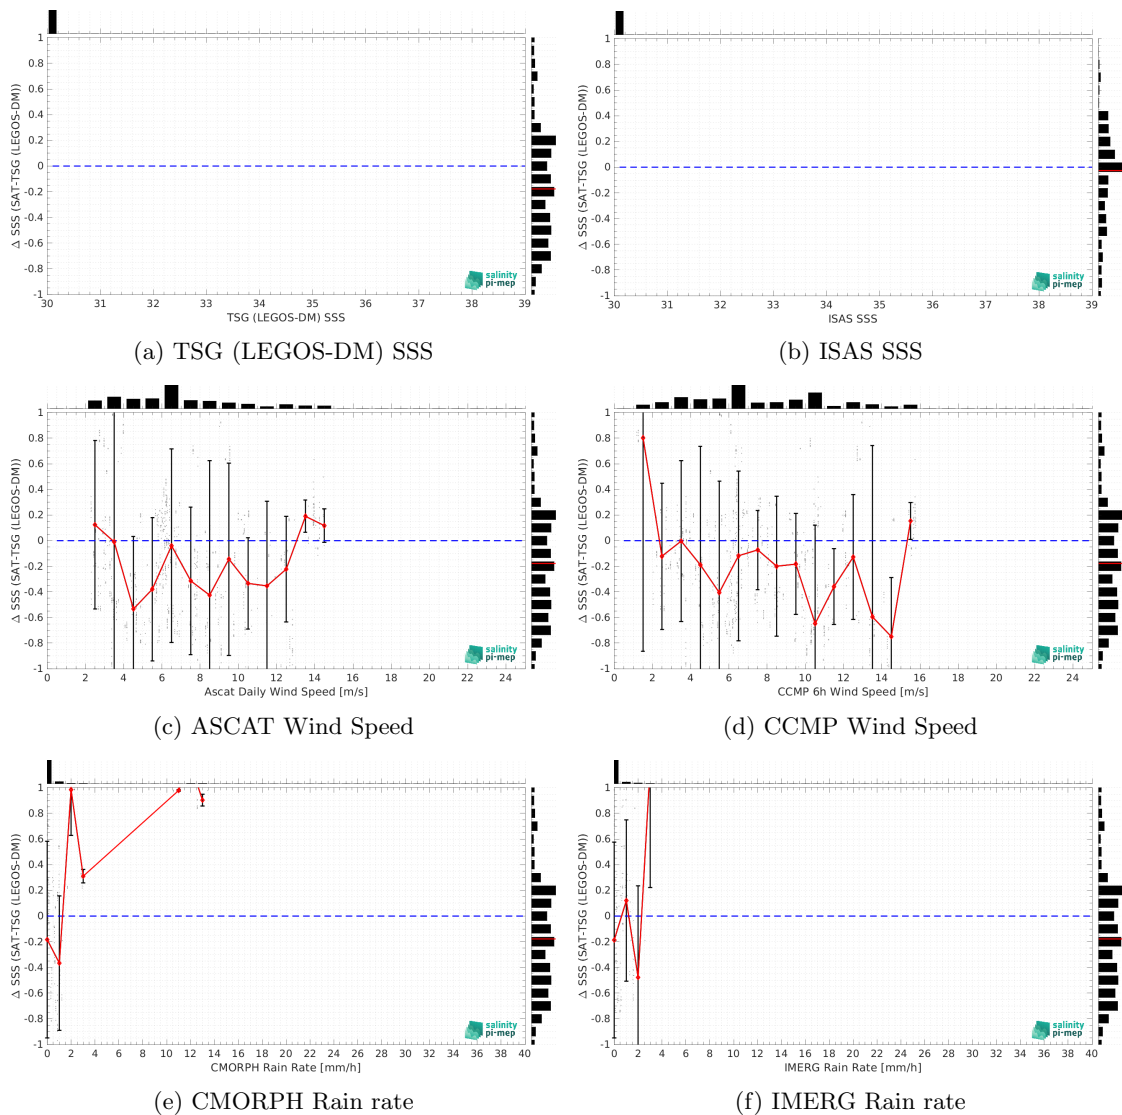 1
0.8
0.6
0.4
0.2
0
-0.2
-0.4
-0.6
-0.8
-1
Δ SSS (SAT-TSG (LEGOS-DM))
salinity
pi-mep
30 31 32 33 34 35 36 37 38 39
TSG (LEGOS-DM) SSS
(a) TSG (LEGOS-DM) SSS
1
0.8
0.6
0.4
0.2
0
-0.2
-0.4
-0.6
-0.8
-1
Δ SSS (SAT-TSG (LEGOS-DM))
salinity
pi-mep
30 31 32 33 34 35 36 37 38 39
ISAS SSS
(b) ISAS SSS
1
0.8
0.6
0.4
0.2
0
-0.2
-0.4
-0.6
-0.8
-1
Δ SSS (SAT-TSG (LEGOS-DM))
salinity
pi-mep
0 2 4 6 8 10 12 14 16 18 20 22 24
Ascat Daily Wind Speed [m/s]
(c) ASCAT Wind Speed
1
0.8
0.6
0.4
0.2
0
-0.2
-0.4
-0.6
-0.8
-1
Δ SSS (SAT-TSG (LEGOS-DM))
salinity
pi-mep
0 2 4 6 8 10 12 14 16 18 20 22 24
CCMP 6h Wind Speed [m/s]
(d) CCMP Wind Speed
1
0.8
0.6
0.4
0.2
0
-0.2
-0.4
-0.6
-0.8
-1
Δ SSS (SAT-TSG (LEGOS-DM))
salinity
pi-mep
0 2 4 6 8 10 12 14 16 18 20 22 24 26 28 30 32 34 36 38 40
CMORPH Rain Rate [mm/h]
(e) CMORPH Rain rate
1
0.8
0.6
0.4
0.2
0
-0.2
-0.4
-0.6
-0.8
-1
Δ SSS (SAT-TSG (LEGOS-DM))
salinity
pi-mep
0 2 4 6 8 10 12 14 16 18 20 22 24 26 28 30 32 34 36 38 40
IMERG Rain Rate [mm/h]
(f) IMERG Rain rate